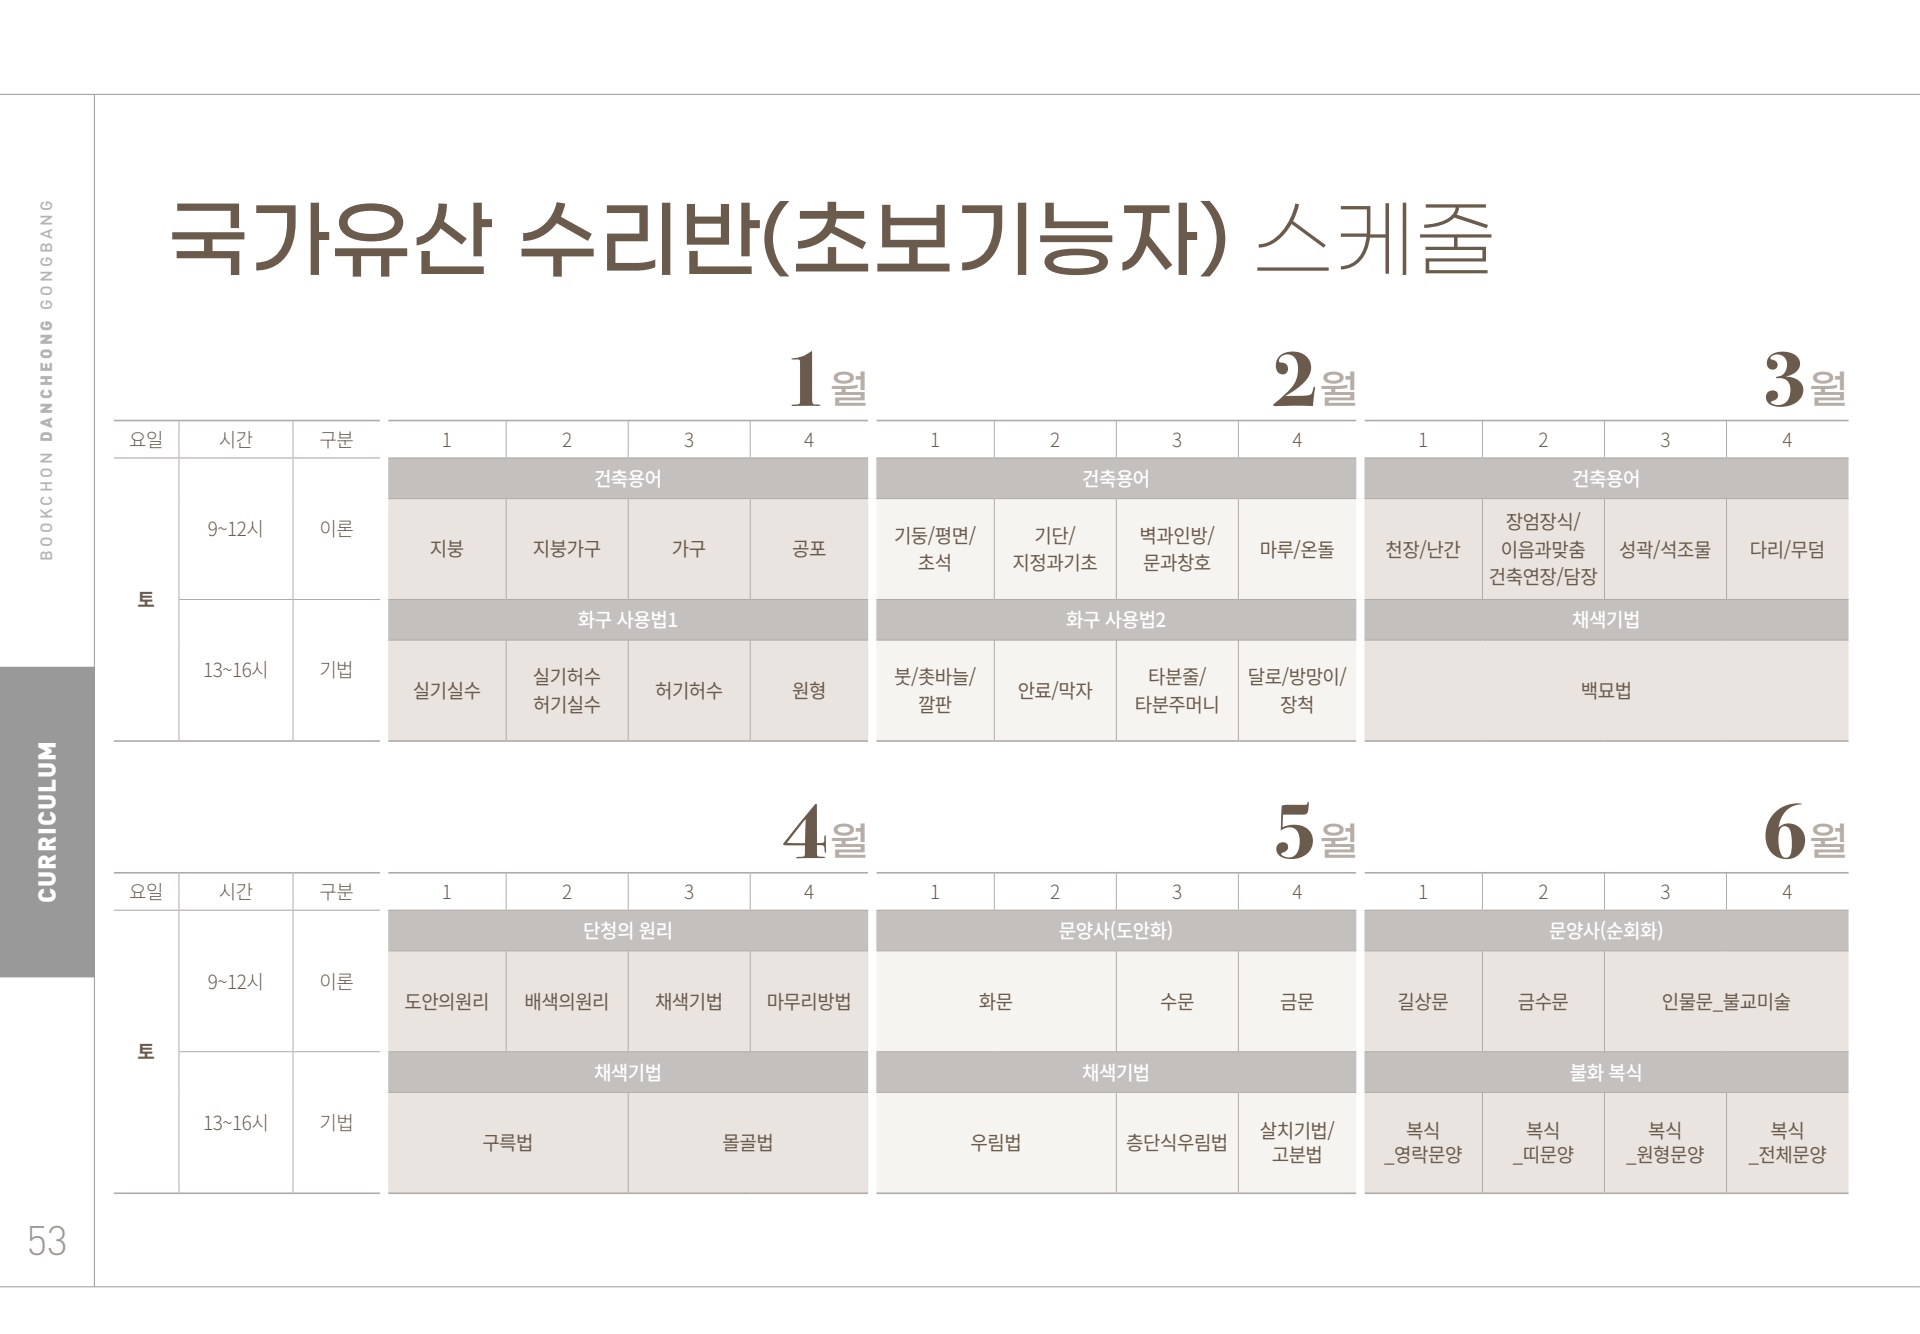 BOOKCHON DANCHEONG GONGBANG
CURRICULUM
53
국가유산 수리반(초보기능자) 스케줄
1월 2월 3월
요일 시간 구분 1 2 3 4 1 2 3 4 1 2 3 4
토
9~12시 이론
건축용어 건축용어 건축용어
지붕 지붕가구 가구 공포
기둥/평면/
초석
기단/
지정과기초
벽과인방/
문과창호
마루/온돌
천장/난간
장엄장식/
이음과맞춤
건축연장/담장
성곽/석조물
다리/무덤
13~16시 기법
화구 사용법1 화구 사용법2 채색기법
실기실수
실기허수
허기실수
허기허수
원형
붓/촛바늘/
깔판
안료/막자
타분줄/
타분주머니
달로/방망이/
장척
백묘법
4월 5월 6월
요일 시간 구분 1 2 3 4 1 2 3 4 1 2 3 4
토
9~12시 이론
단청의 원리 문양사(도안화) 문양사(순회화)
도안의원리 배색의원리 채색기법 마무리방법 화문 수문 금문 길상문 금수문 인물문_불교미술
13~16시 기법
채색기법 채색기법 불화 복식
구륵법 몰골법 우림법 층단식우림법
살치기법/
고분법
복식
_영락문양
복식
_띠문양
복식
_원형문양
복식
_전체문양